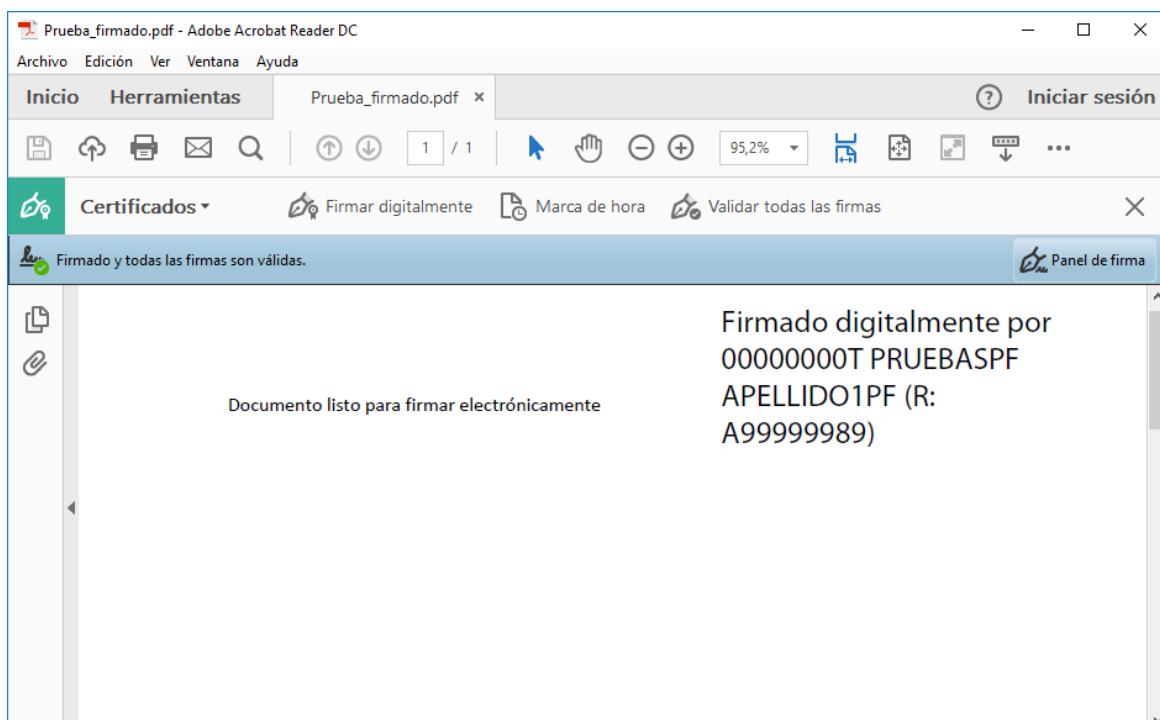 Prueba_firmado.pdf - Adobe Acrobat Reader DC
Archivo Edición Ver Ventana Ayuda
Inicio Herramientas Prueba_firmado.pdf × Iniciar sesión
1 / 1 95,2%
Certificados Firmar digitalmente Marca de hora Validar todas las firmas
Firmado y todas las firmas son válidas. Panel de firma
Firmado digitalmente por
00000000T PRUEBASPF
APELLIDO1PF (R:
A99999989)
Documento listo para firmar electrónicamente